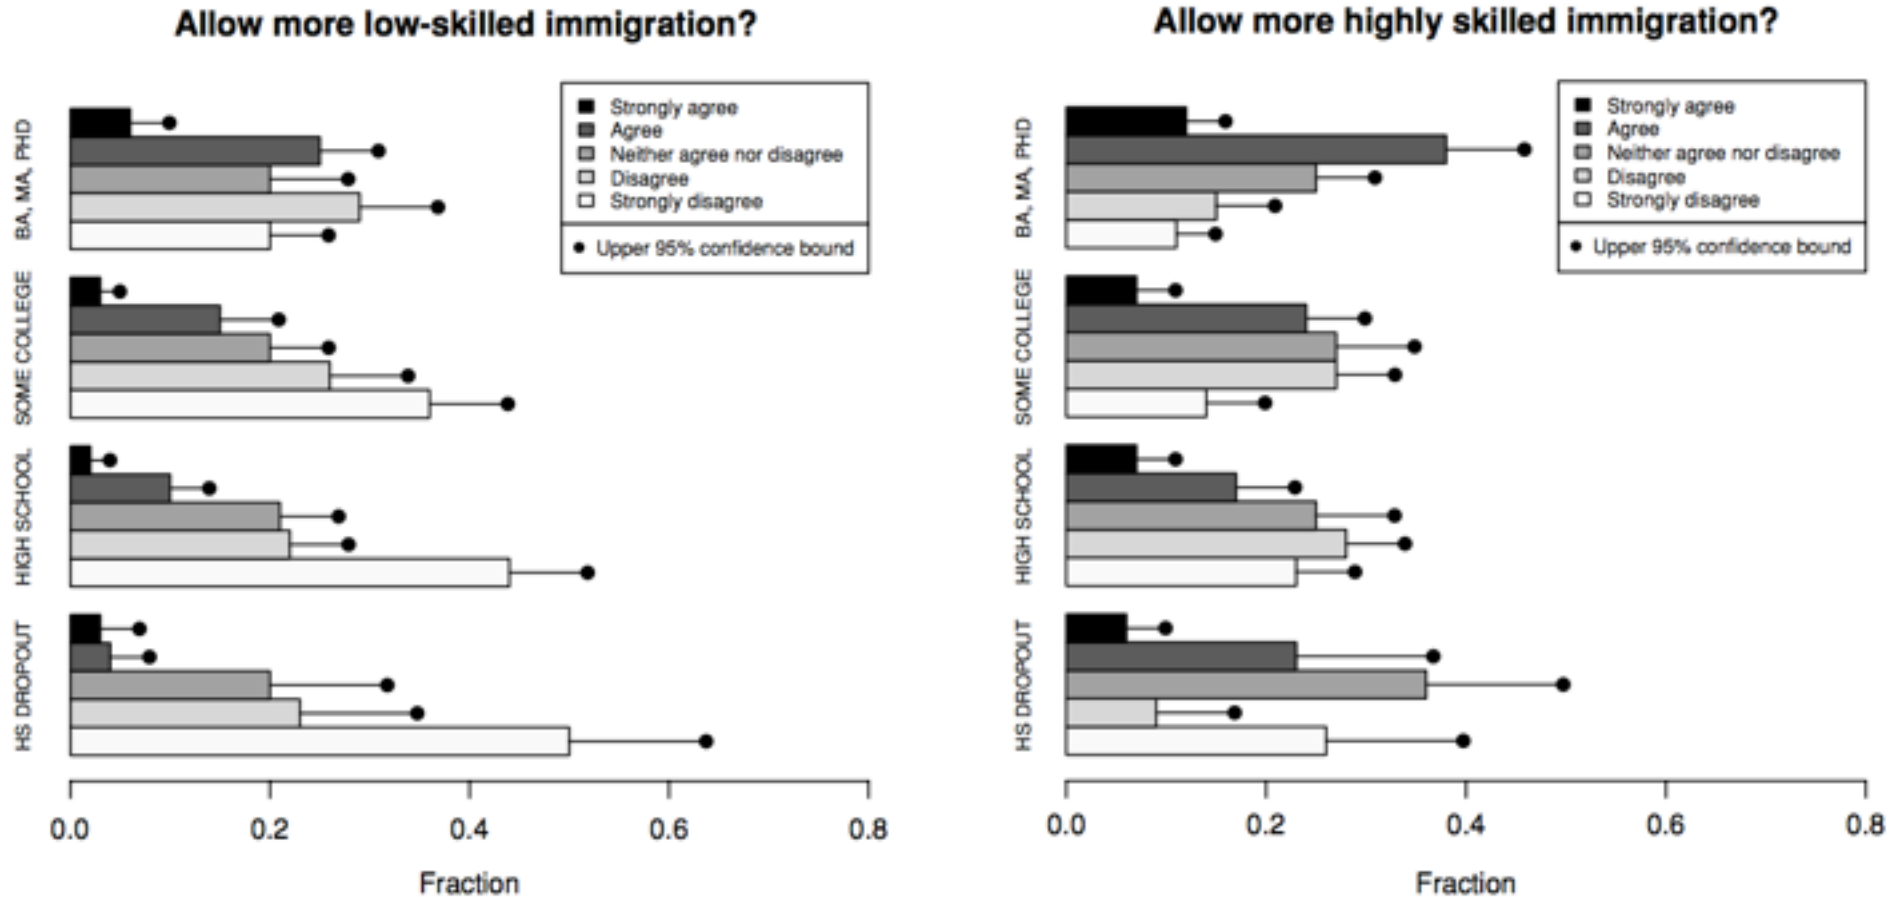 Allow more low-skilled immigration?
Strongly agree
Agree
Neither agree nor disagree
Disagree
Strongly disagree
Upper 95% confidence bound
BA, MA, PHD
SOME COLLEGE
HIGH SCHOOL
HS DROPOUT
0.0 0.2 0.4 0.6 0.8
Fraction
Allow more highly skilled immigration?
Strongly agree
Agree
Neither agree nor disagree
Disagree
Strongly disagree
Upper 95% confidence bound
BA, MA, PHD
SOME COLLEGE
HIGH SCHOOL
HS DROPOUT
0.0 0.2 0.4 0.6 0.8
Fraction